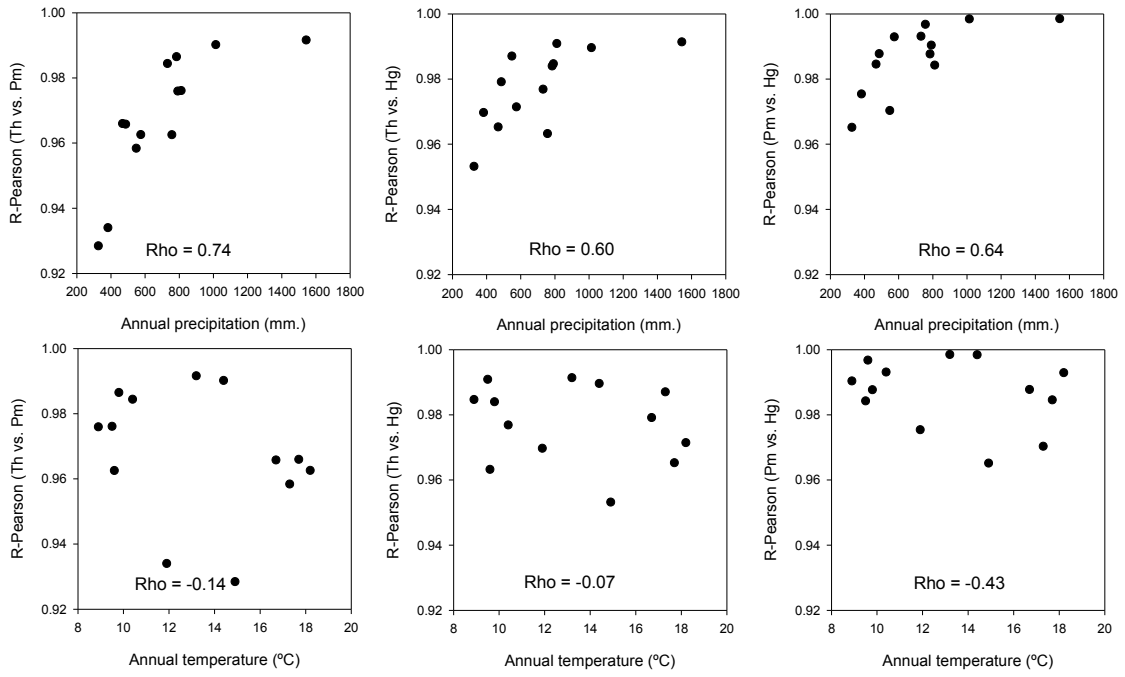 R-Pearson (Th vs. Pm)
1.00
0.98
0.96
0.94
0.92
Rho = 0.74
200 400 600 800 1000 1200 1400 1600 1800
Annual precipitation (mm.)
R-Pearson (Th vs. Hg)
1.00
0.98
0.96
0.94
0.92
Rho = 0.60
200 400 600 800 1000 1200 1400 1600 1800
Annual precipitation (mm.)
R-Pearson (Pm vs. Hg)
1.00
0.98
0.96
0.94
0.92
Rho = 0.64
200 400 600 800 1000 1200 1400 1600 1800
Annual precipitation (mm.)
R-Pearson (Th vs. Pm)
1.00
0.98
0.96
0.94
0.92
Rho = -0.14
8 10 12 14 16 18 20
Annual temperature (ºC)
R-Pearson (Th vs. Hg)
1.00
0.98
0.96
0.94
0.92
Rho = -0.07
8 10 12 14 16 18 20
Annual temperature (ºC)
R-Pearson (Pm vs. Hg)
1.00
0.98
0.96
0.94
0.92
Rho = -0.43
8 10 12 14 16 18 20
Annual temperature (ºC)